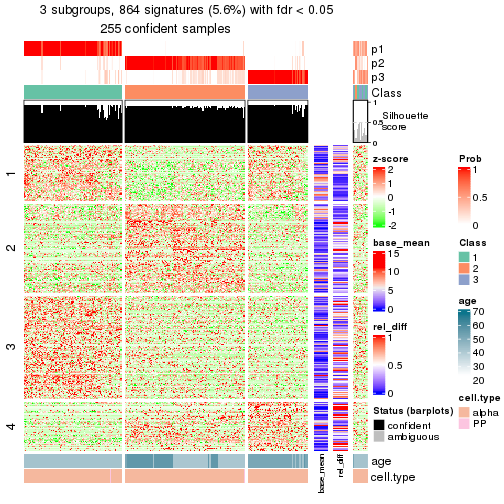 3 subgroups, 864 signatures (5.6%) with fdr < 0.05
255 confident samples
p1
p2
p3
Class
1
0.5
0
Silhouette
score
1
2
3
4
z-score
2
1
0
-1
-2
base_mean
15
10
5
0
rel_diff
1
0.5
0
Status (barplots)
confident
ambiguous
Prob
1
0.5
0
Class
1
2
3
age
70
60
50
40
30
20
cell.type
alpha
PP
age
cell.type
base_mean
rel_diff